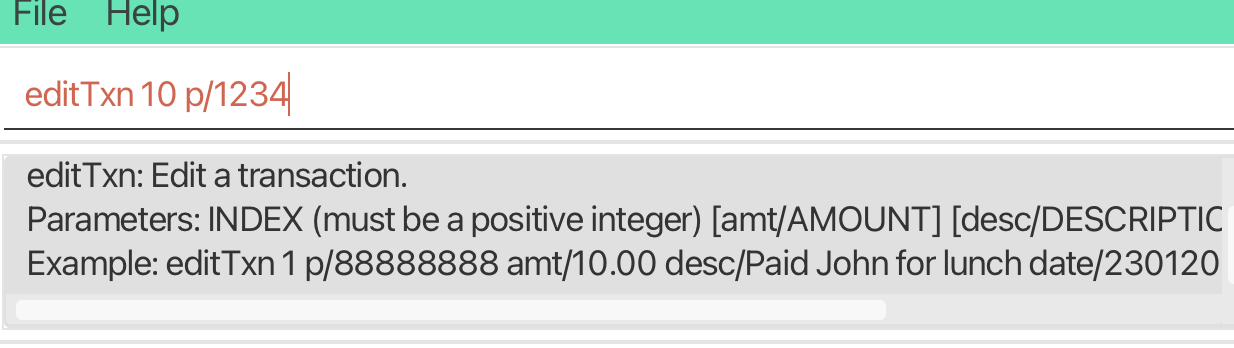 File Help
editTxn 10 p/1234
editTxn: Edit a transaction.
Parameters: INDEX (must be a positive integer) [amt/AMOUNT] [desc/DESCRIPTIO
Example: editTxn 1 p/88888888 amt/10.00 desc/Paid John for lunch date/230120